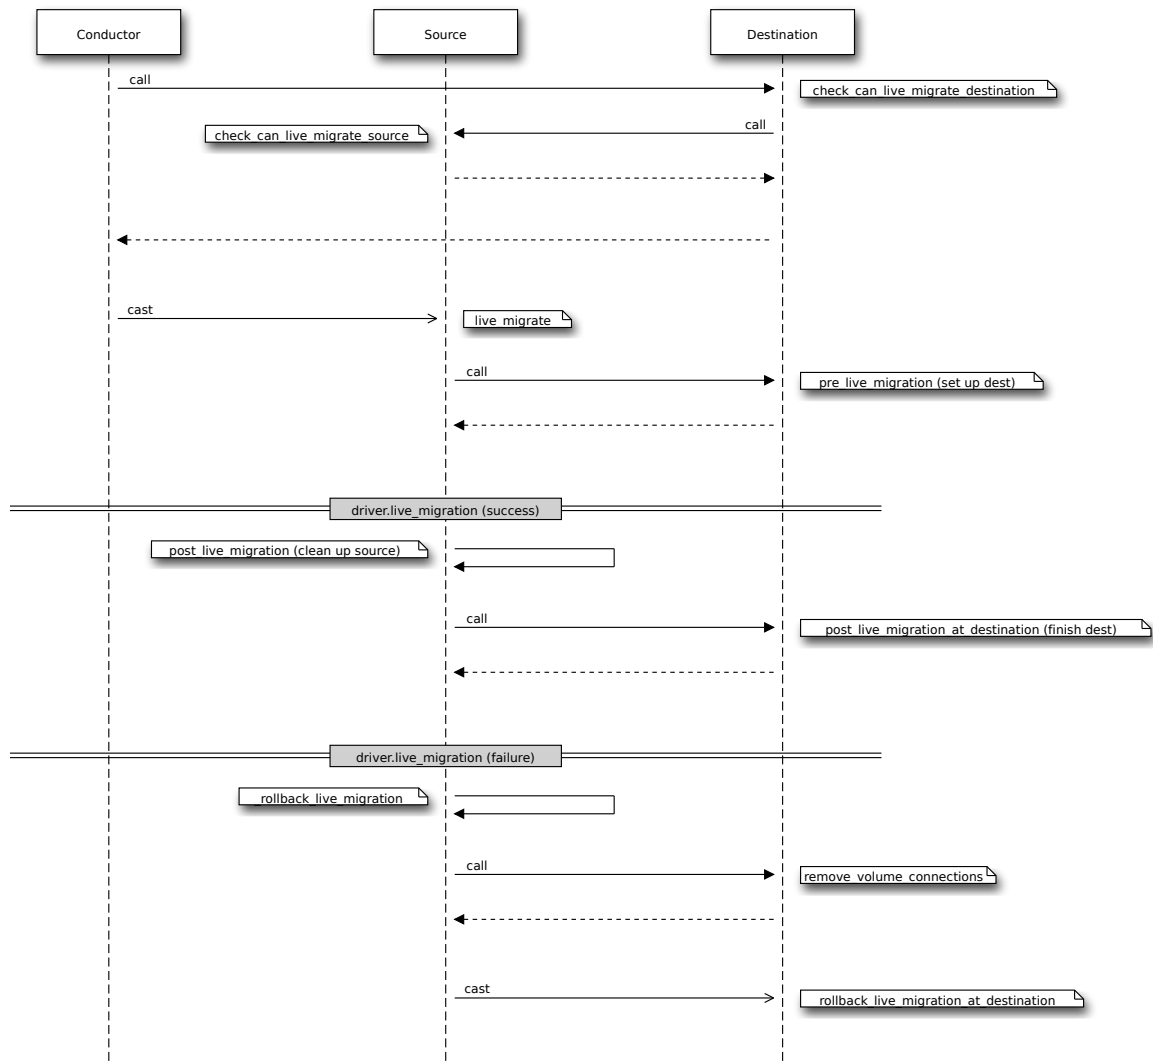 Conductor
Source
Destination
call
check_can_live_migrate_destination
call
check_can_live_migrate_source
cast
live_migrate
call
pre_live_migration (set up dest)
driver.live_migration (success)
post_live_migration (clean up source)
call
post_live_migration_at_destination (finish dest)
driver.live_migration (failure)
_rollback_live_migration
call
remove_volume_connections
cast
rollback_live_migration_at_destination